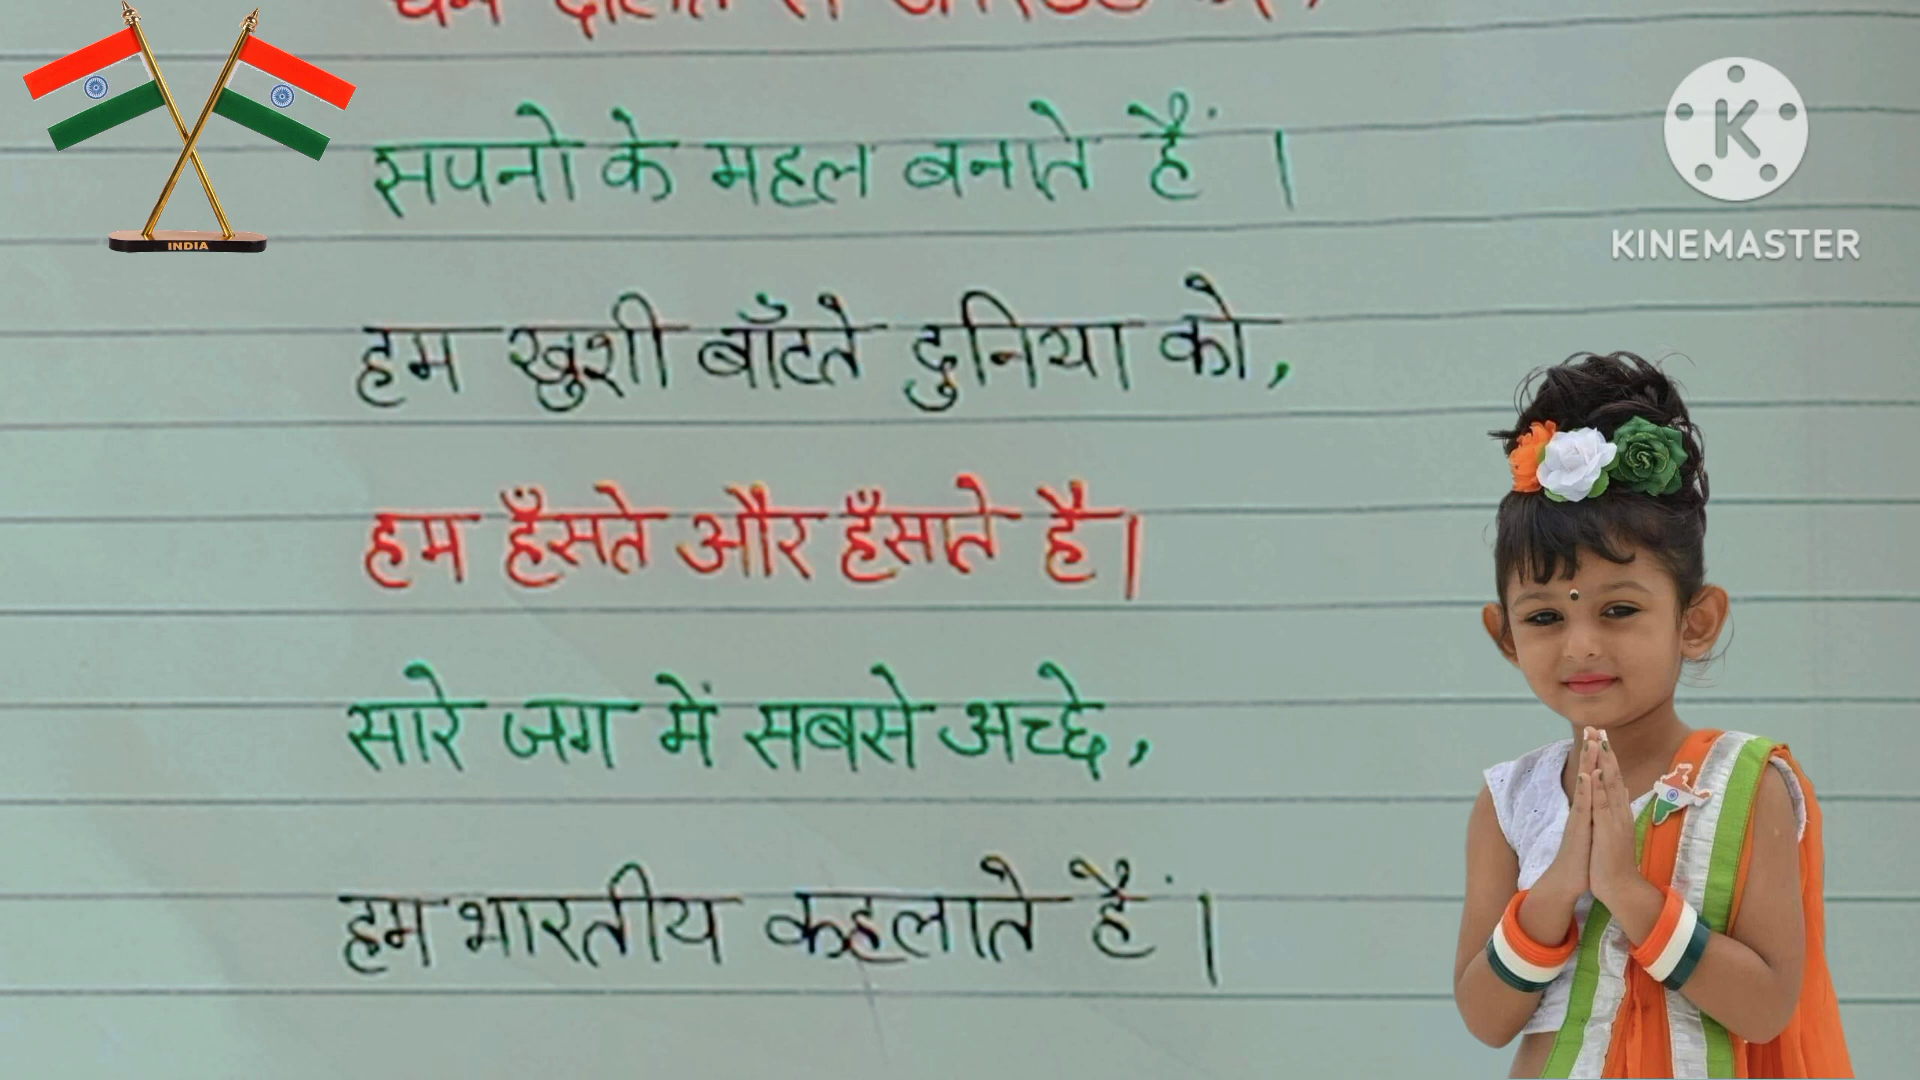 सपनो के महल बनाते हैं ।
हम खुशी बाँटते दुनिया को,
हम हँसते और हँसाते है।
सारे जग में सबसे अच्छे,
हम भारतीय कहलाते हैं ।
INDIA
K
KINEMASTER